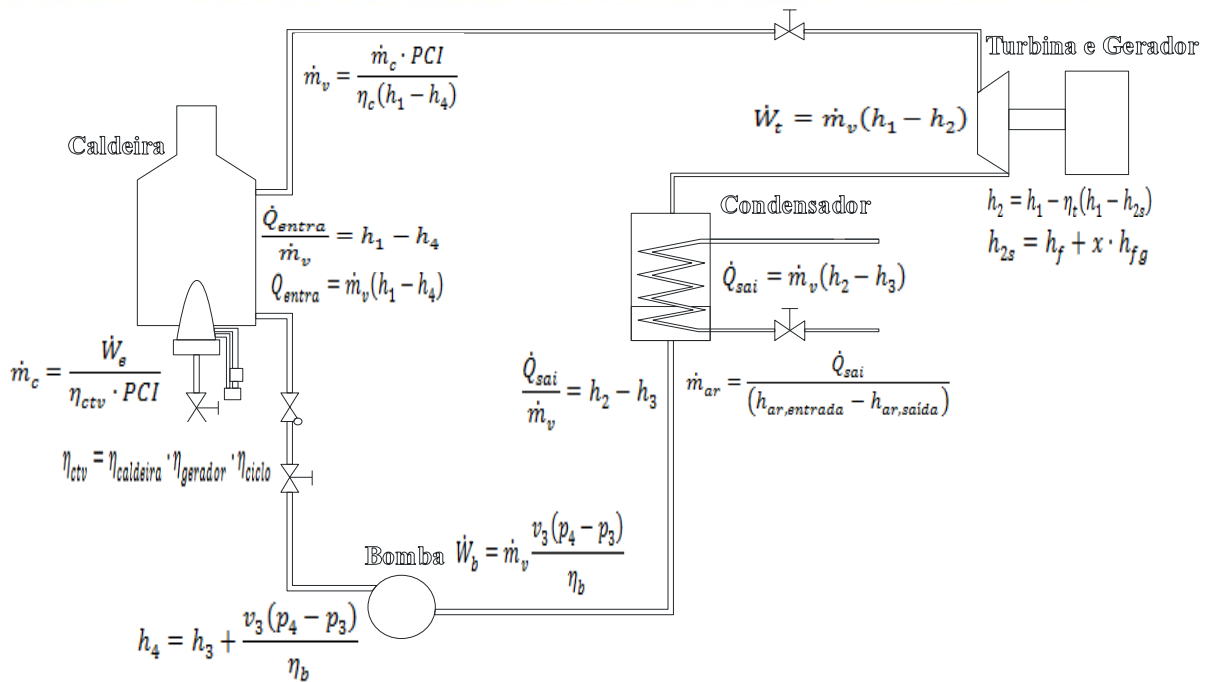 Turbina e Gerador
ṁ_v = (ṁ_c · PCI) / (η_c(h_1 − h_4))
Ẇ_t = ṁ_v(h_1 − h_2)
Caldeira
h_2 = h_1 − η_t(h_1 − h_2s)
Condensador
Q̇_entra / ṁ_v = h_1 − h_4
h_2s = h_f + x · h_fg
Q̇_entra = ṁ_v(h_1 − h_4)
Q̇_sai = ṁ_v(h_2 − h_3)
ṁ_c = Ẇ_e / (η_ctv · PCI)
Q̇_sai / ṁ_v = h_2 − h_3
ṁ_ar = Q̇_sai / (h_ar,entrada − h_ar,saída)
η_ctv = η_caldeira · η_gerador · η_ciclo
Bomba
Ẇ_b = ṁ_v v_3(p_4 − p_3) / η_b
h_4 = h_3 + v_3(p_4 − p_3) / η_b